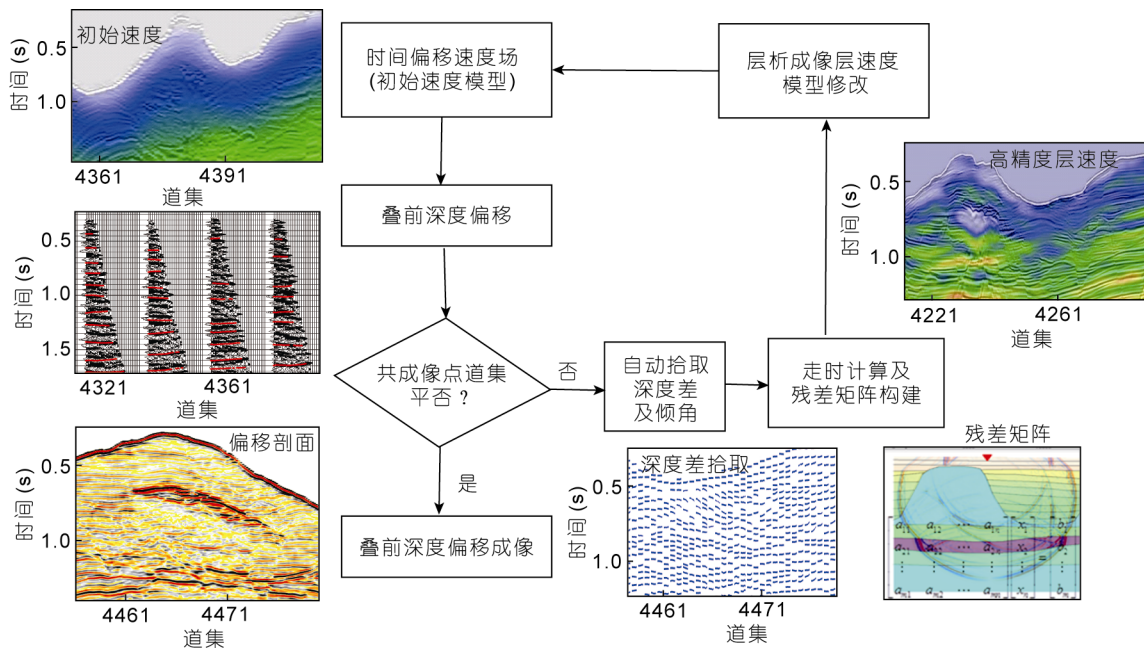 初始速度
0.5
1.0
时间 (s)
4361 4391
道集
0.5
1.0
1.5
时间 (s)
4321 4361
道集
偏移剖面
0.5
1.0
时间 (s)
4461 4471
道集
时间偏移速度场
(初始速度模型)
叠前深度偏移
共成像点道集
平否？
是
叠前深度偏移成像
否
自动拾取
深度差
及倾角
走时计算及
残差矩阵构建
层析成像层速度
模型修改
高精度层速度
0.5
1.0
时间 (s)
4221 4261
道集
深度差拾取
0.5
1.0
时间 (s)
4461 4471
道集
残差矩阵